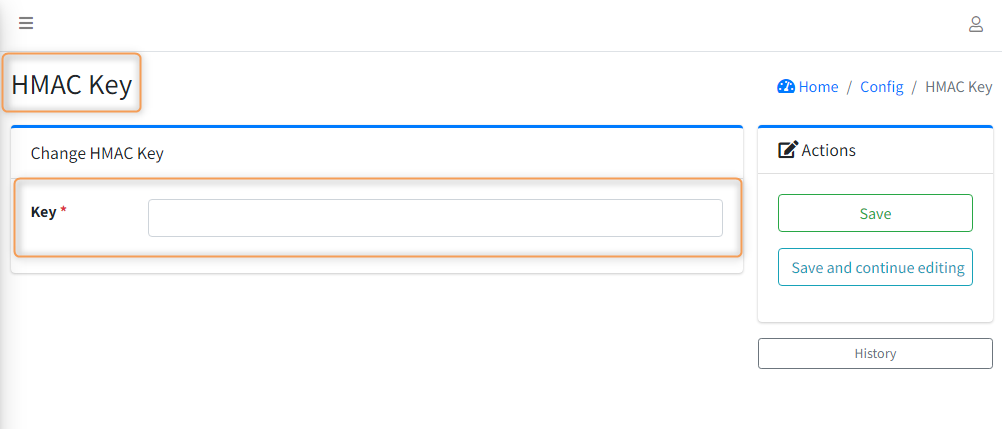 HMAC Key
Home / Config / HMAC Key
Change HMAC Key
Key *
Actions
Save
Save and continue editing
History